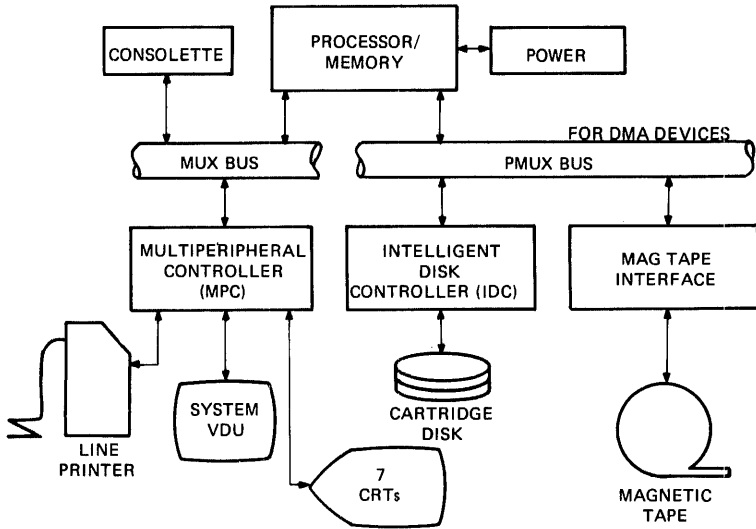 CONSOLETTE
PROCESSOR/
MEMORY
POWER
FOR DMA DEVICES
MUX BUS
PMUX BUS
MULTIPERIPHERAL
CONTROLLER
(MPC)
INTELLIGENT
DISK
CONTROLLER (IDC)
MAG TAPE
INTERFACE
LINE
PRINTER
SYSTEM
VDU
7
CRTs
CARTRIDGE
DISK
MAGNETIC
TAPE